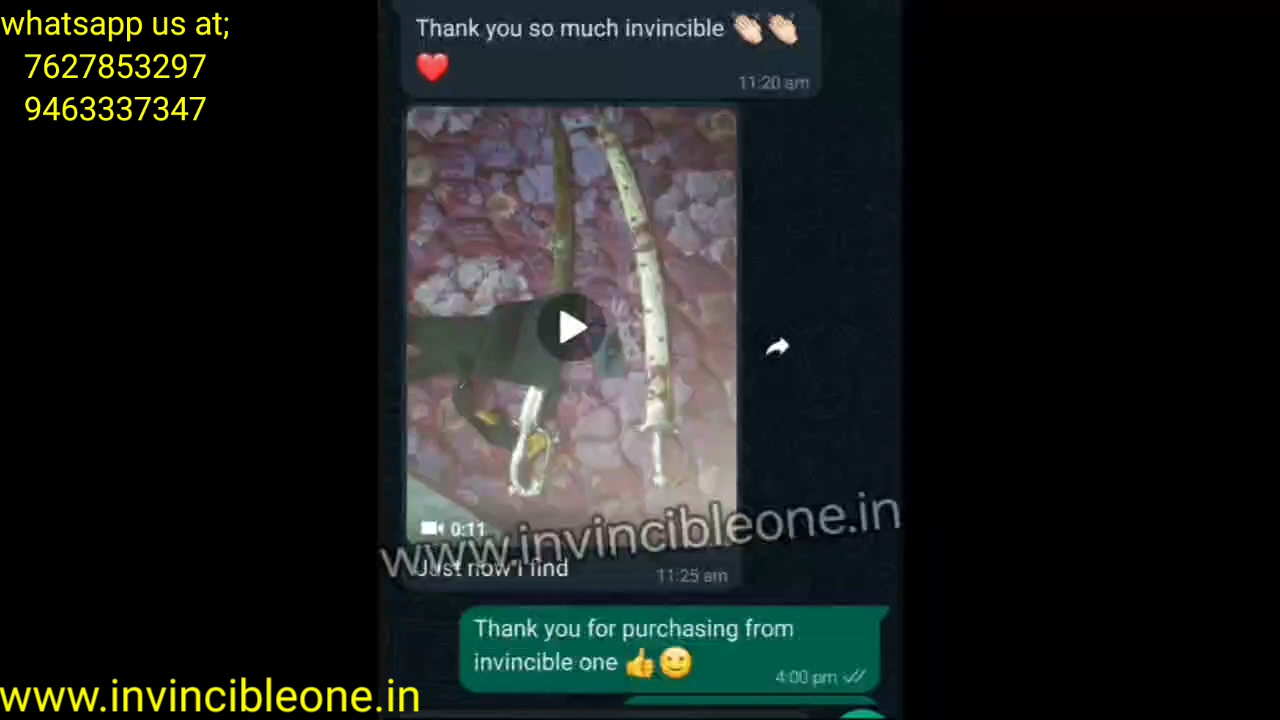 whatsapp us at;
7627853297
9463337347
Thank you so much invincible 👏🏻👏🏻
❤️
11:20 am
0:11
www.invincibleone.in
Just now I find
11:25 am
Thank you for purchasing from
invincible one 👍🙂
4:00 pm
www.invincibleone.in